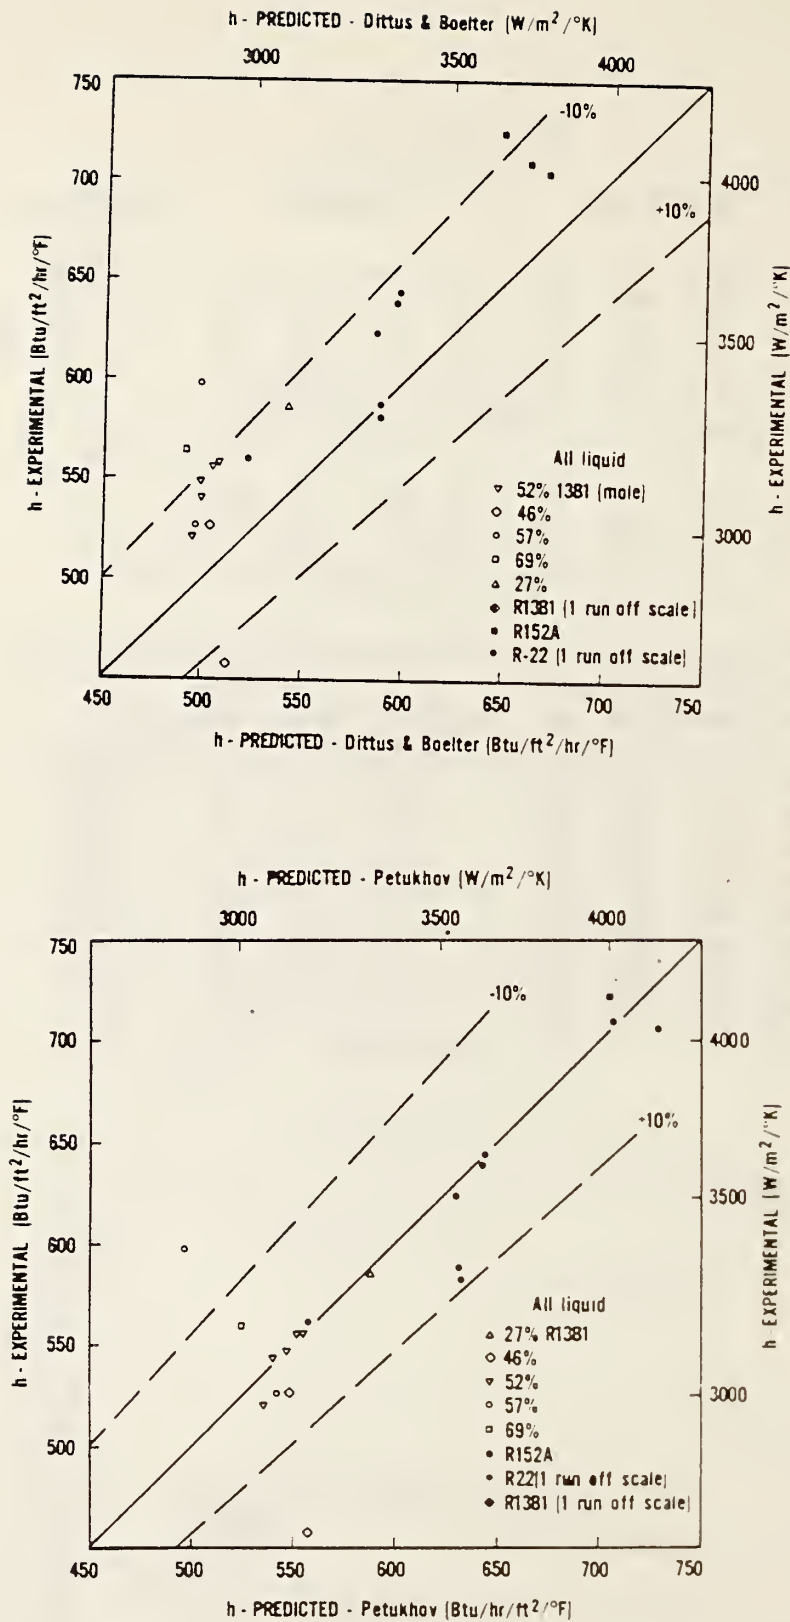 h - PREDICTED - Dittus & Boelter (W/m²/°K)
3000 3500 4000
750
700
650
600
550
500
450 500 550 600 650 700 750
4000
3500
3000
h - EXPERIMENTAL (Btu/ft²/hr/°F)
h - EXPERIMENTAL (W/m²/°K)
-10%
+10%
All liquid
▿ 52% 1381 (mole)
◇ 46%
○ 57%
□ 69%
△ 27%
◆ R1381 (1 run off scale)
▪ R152A
• R-22 (1 run off scale)
h - PREDICTED - Dittus & Boelter (Btu/ft²/hr/°F)
h - PREDICTED - Petukhov (W/m²/°K)
3000 3500 4000
750
700
650
600
550
500
450 500 550 600 650 700 750
4000
3500
3000
h - EXPERIMENTAL (Btu/ft²/hr/°F)
h - EXPERIMENTAL (W/m²/°K)
-10%
+10%
All liquid
△ 27% R1381
◇ 46%
▿ 52%
○ 57%
□ 69%
• R152A
• R22(1 run off scale)
◆ R1381 (1 run off scale)
h - PREDICTED - Petukhov (Btu/hr/ft²/°F)